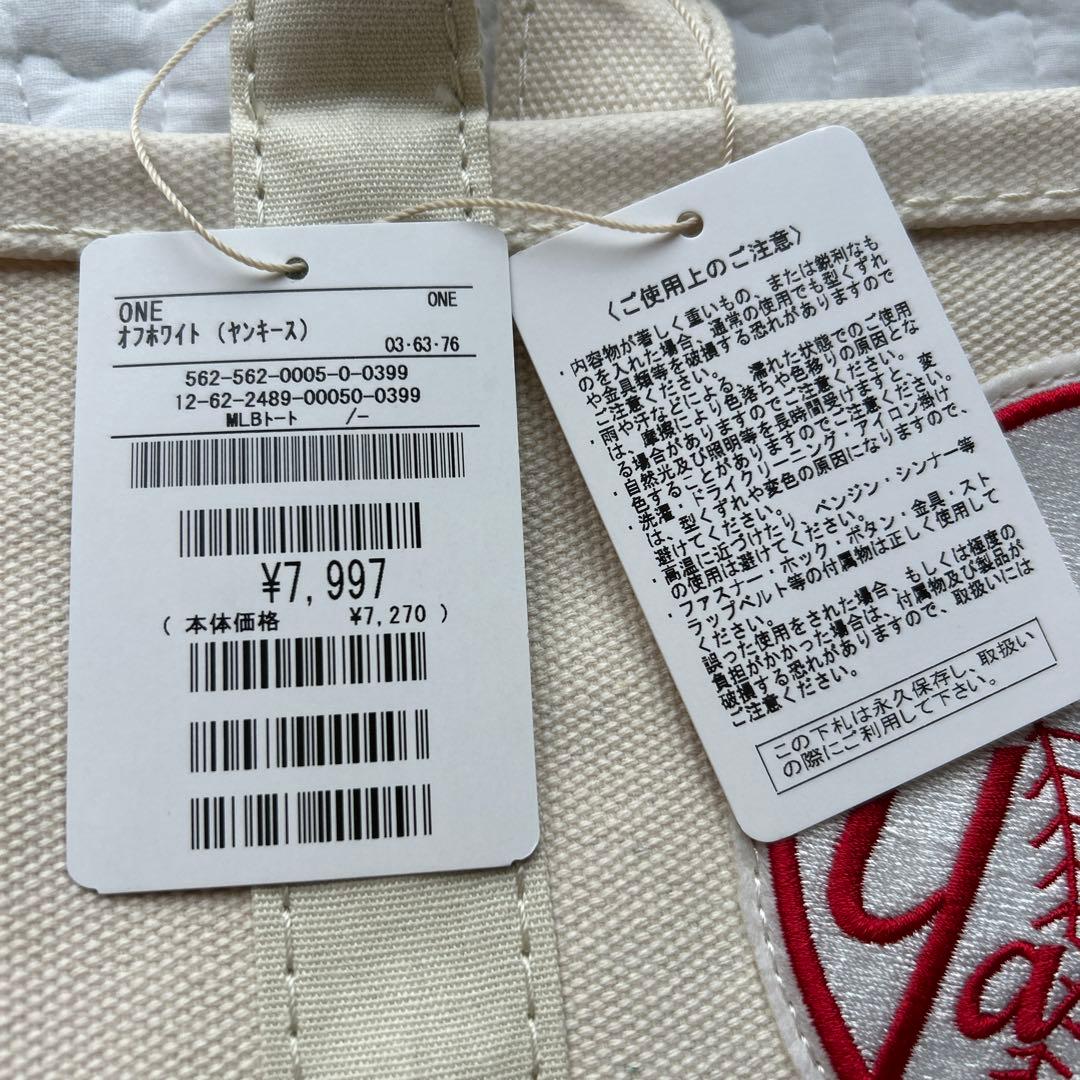 ONE ONE
オフホワイト (ヤンキース)
03・63・76
562-562-0005-0-0399
12-62-2489-00050-0399
MLBトート /-
¥7,997
(本体価格 ¥7,270)
〈ご使用上のご注意〉
・内容物が著しく重いもの、または鋭利なも
のを入れた場合、通常の使用でも型くずれ
や金具類等を破損する恐れがありますので
ご注意ください。
・雨や汗などによる、濡れた状態でのご使用
は、摩擦により色落ちや色移りの原因とな
る場合がありますのでご注意ください。
・自然光及び照明等を長時間受けますと、変
色することがありますのでご注意ください。
・洗濯・ドライクリーニング・アイロン掛け
は、型くずれや変色の原因になりますので、
避けてください。
・高温に近づけたり、ベンジン・シンナー等
の使用は避けてください。
・ファスナー・ホック・ボタン・金具・スト
ラップベルト等の付属物は正しく使用して
ください。
誤った使用をされた場合、もしくは極度の
負担がかかった場合は、付属物及び製品が
破損する恐れがありますので、取扱いには
ご注意ください。
この下札は永久保存し、取扱い
の際にご利用して下さい。
Ya